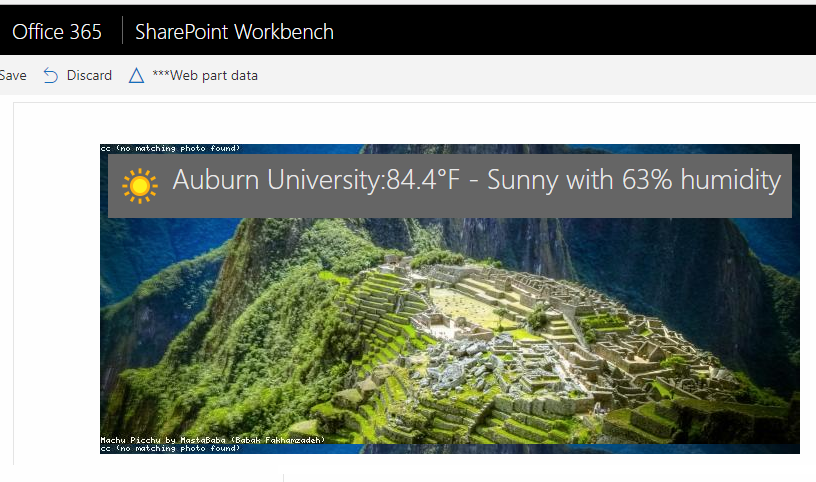 Office 365 SharePoint Workbench
Save Discard ***Web part data
cc (no matching photo found)
Auburn University:84.4°F - Sunny with 63% humidity
Machu Picchu by MastaBaba (Babak Fakhamzadeh)
cc (no matching photo found)